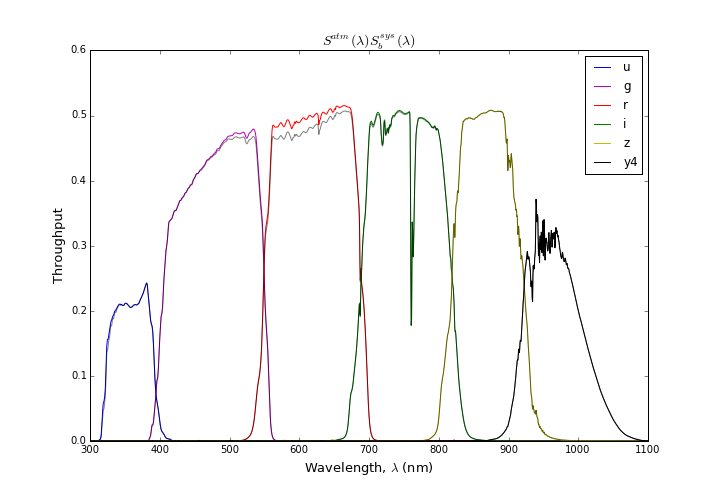 S^{atm}(λ)S_b^{sys}(λ)
0.6
0.5
0.4
0.3
0.2
0.1
0.0
Throughput
u
g
r
i
z
y4
300 400 500 600 700 800 900 1000 1100
Wavelength, λ (nm)